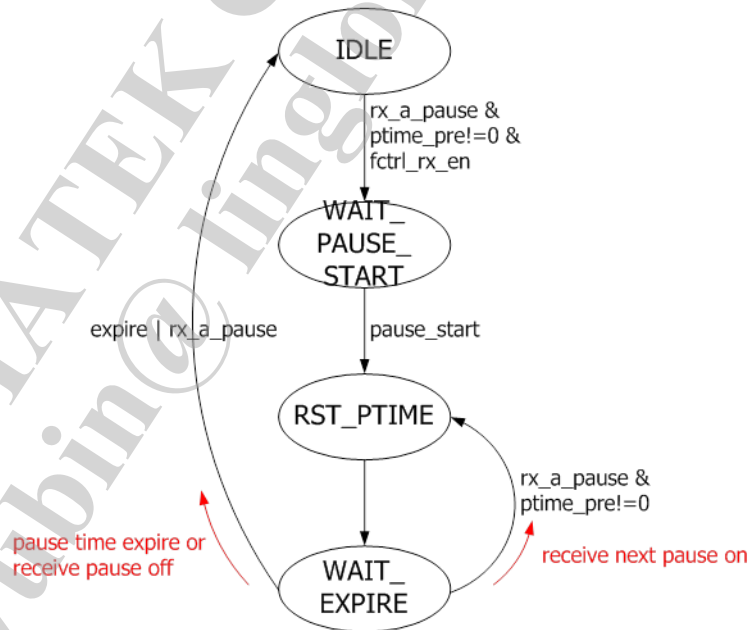 IDLE
rx_a_pause &
ptime_pre!=0 &
fctrl_rx_en
WAIT_
PAUSE_
START
expire | rx_a_pause
pause_start
RST_PTIME
rx_a_pause &
ptime_pre!=0
pause time expire or
receive pause off
receive next pause on
WAIT_
EXPIRE